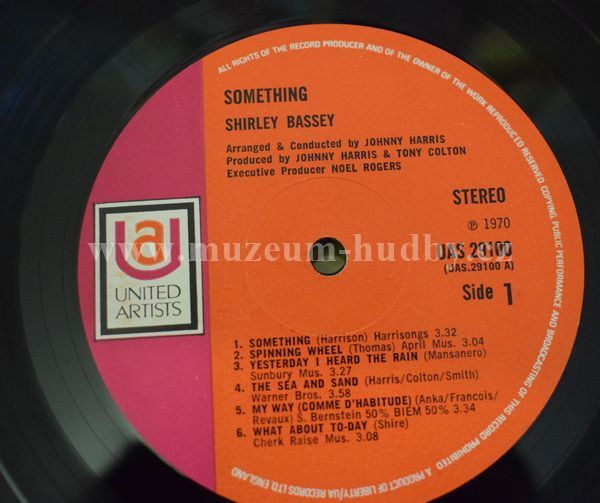 ALL RIGHTS OF THE RECORD PRODUCER AND OF THE OWNER OF THE WORK REPRODUCED RESERVED COPYING, PUBLIC PERFORMANCE AND BROADCASTING OF THIS RECORD PROHIBITED
SOMETHING
SHIRLEY BASSEY
Arranged & Conducted by JOHNNY HARRIS
Produced by JOHNNY HARRIS & TONY COLTON
Executive Producer NOEL ROGERS
STEREO
℗ 1970
UAS 29100
(UAS.29100 A)
Side 1
ua
UNITED
ARTISTS
www.muzeum-hudby.cz
1. SOMETHING (Harrison) Harrisongs 3.32
2. SPINNING WHEEL (Thomas) April Mus. 3.04
3. YESTERDAY I HEARD THE RAIN (Mansanero)
Sunbury Mus. 3.27
4. THE SEA AND SAND (Harris/Colton/Smith)
Warner Bros. 3.58
5. MY WAY (COMME D'HABITUDE) (Anka/Francois/
Revaux) S. Bernstein 50% BIEM 50% 3.34
6. WHAT ABOUT TO-DAY (Shire)
Cherk Raise Mus. 3.08
A PRODUCT OF LIBERTY/UA RECORDS LTD. ENGLAND